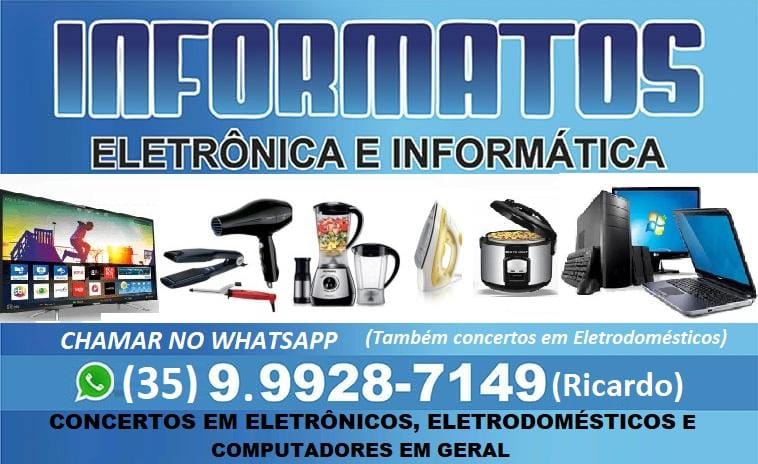 INFORMATOS
ELETRÔNICA E INFORMÁTICA
CHAMAR NO WHATSAPP (Também concertos em Eletrodomésticos)
(35) 9.9928-7149 (Ricardo)
CONCERTOS EM ELETRÔNICOS, ELETRODOMÉSTICOS E
COMPUTADORES EM GERAL